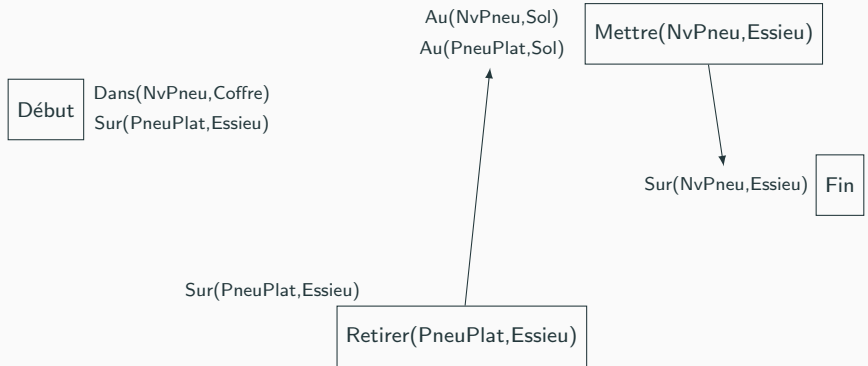 Au(NvPneu,Sol)
Au(PneuPlat,Sol)
Mettre(NvPneu,Essieu)
Début
Dans(NvPneu,Coffre)
Sur(PneuPlat,Essieu)
Sur(NvPneu,Essieu)
Fin
Sur(PneuPlat,Essieu)
Retirer(PneuPlat,Essieu)